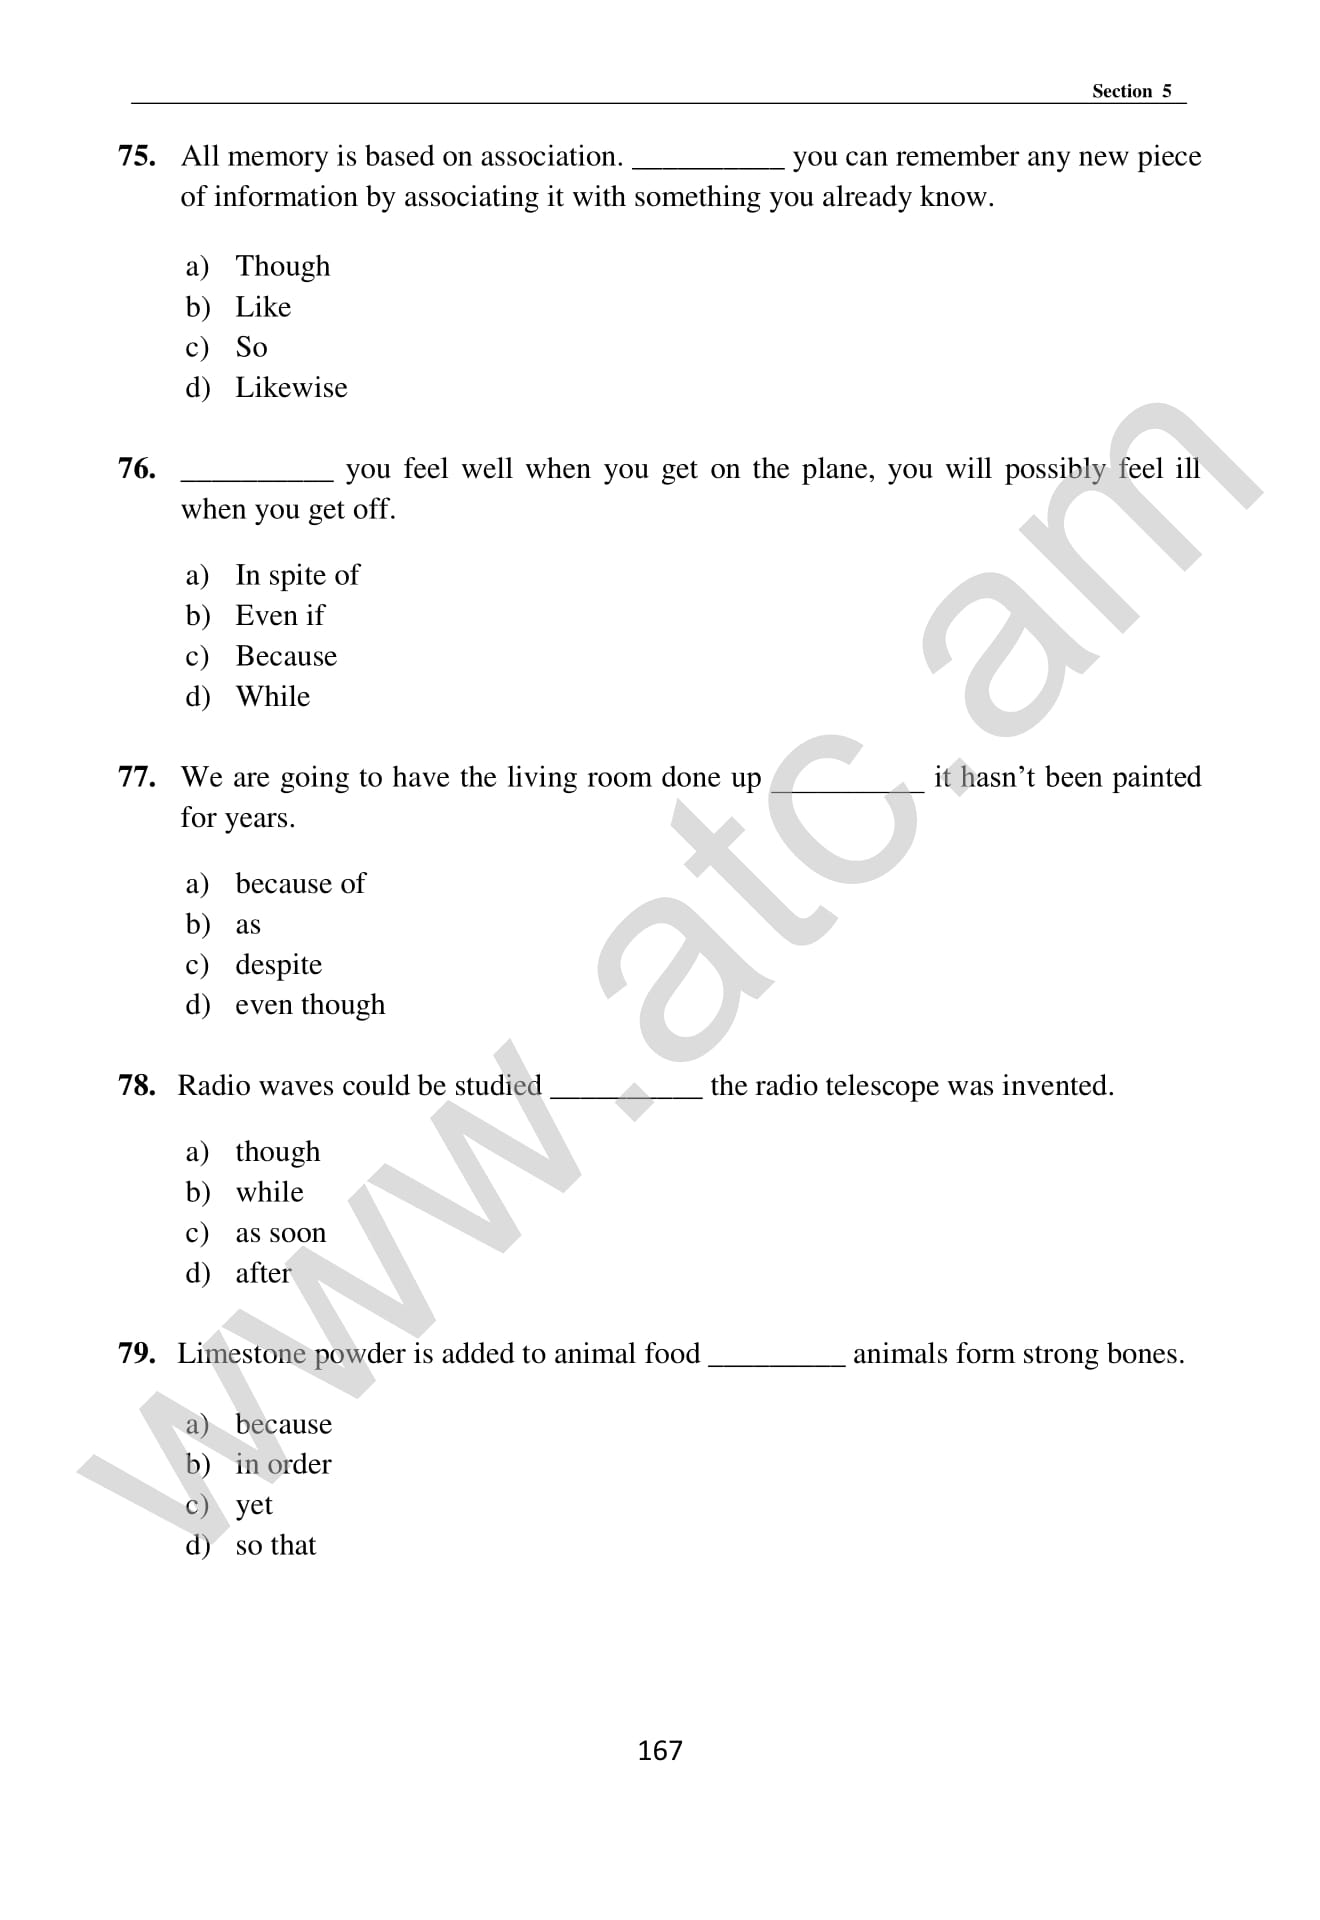 Section 5
75. All memory is based on association. __________ you can remember any new piece
of information by associating it with something you already know.
a) Though
b) Like
c) So
d) Likewise
76. __________ you feel well when you get on the plane, you will possibly feel ill
when you get off.
a) In spite of
b) Even if
c) Because
d) While
77. We are going to have the living room done up __________ it hasn’t been painted
for years.
a) because of
b) as
c) despite
d) even though
78. Radio waves could be studied __________ the radio telescope was invented.
a) though
b) while
c) as soon
d) after
79. Limestone powder is added to animal food _________ animals form strong bones.
a) because
b) in order
c) yet
d) so that
167
www.atc.am